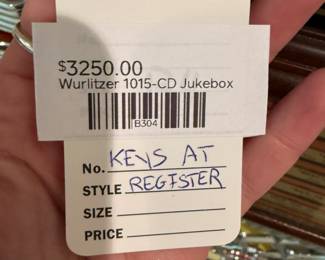 $3250.00
Wurlitzer 1015-CD Jukebox
B304
No. KEYS AT
STYLE REGISTER
SIZE
PRICE